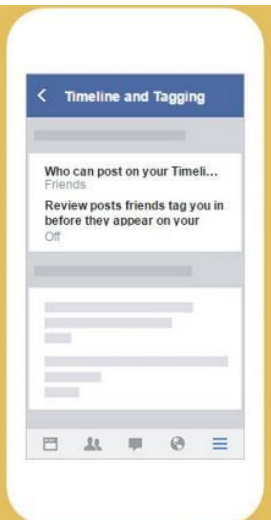 Timeline and Tagging
Who can post on your Timeli...
Friends
Review posts friends tag you in
before they appear on your
Off